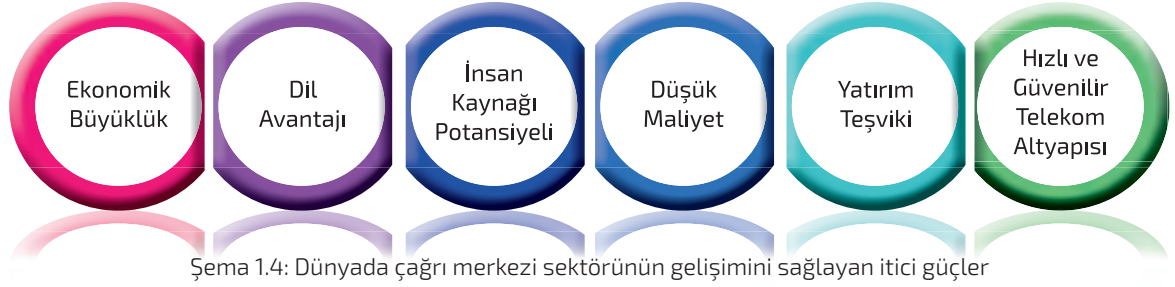 Ekonomik
Büyüklük
Dil
Avantajı
İnsan
Kaynağı
Potansiyeli
Düşük
Maliyet
Yatırım
Teşviki
Hızlı ve
Güvenilir
Telekom
Altyapısı
Şema 1.4: Dünyada çağrı merkezi sektörünün gelişimini sağlayan itici güçler